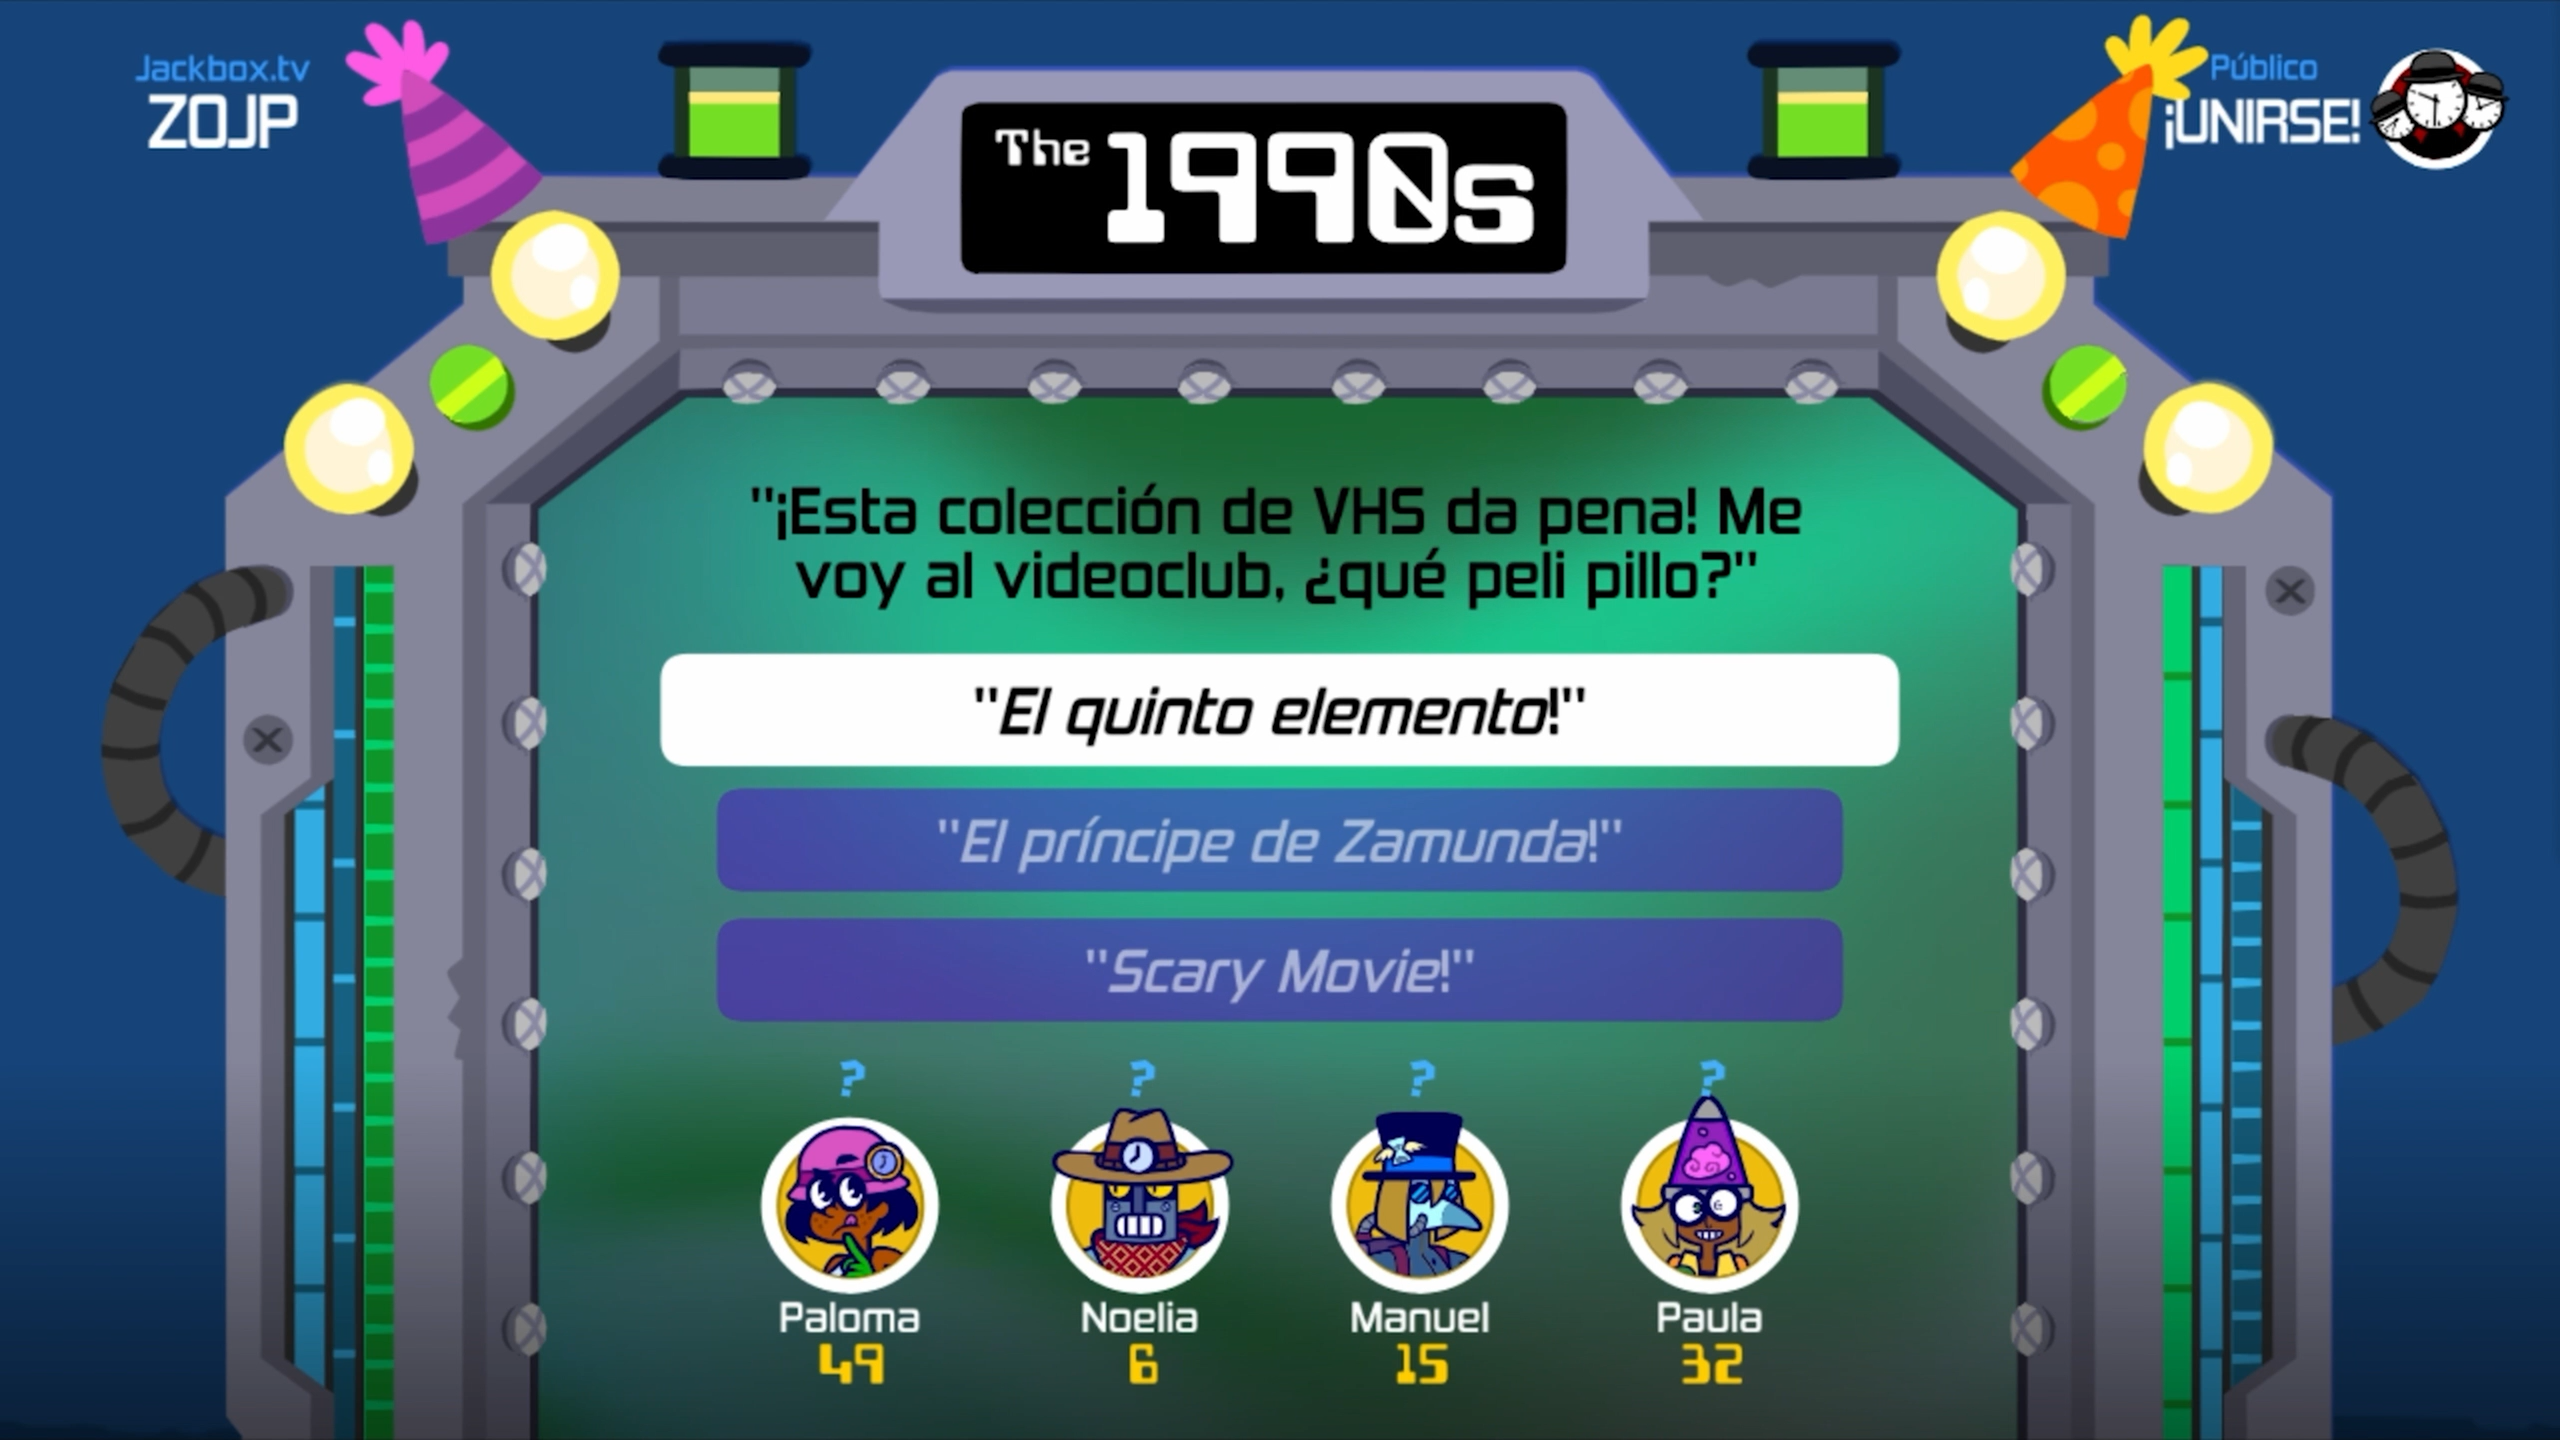 Jackbox.tv
ZOJP
Público
¡UNIRSE!
The 1990s
"¡Esta colección de VHS da pena! Me
voy al videoclub, ¿qué peli pillo?"
"El quinto elemento!"
"El príncipe de Zamunda!"
"Scary Movie!"
? ? ? ?
Paloma Noelia Manuel Paula
49 6 15 32